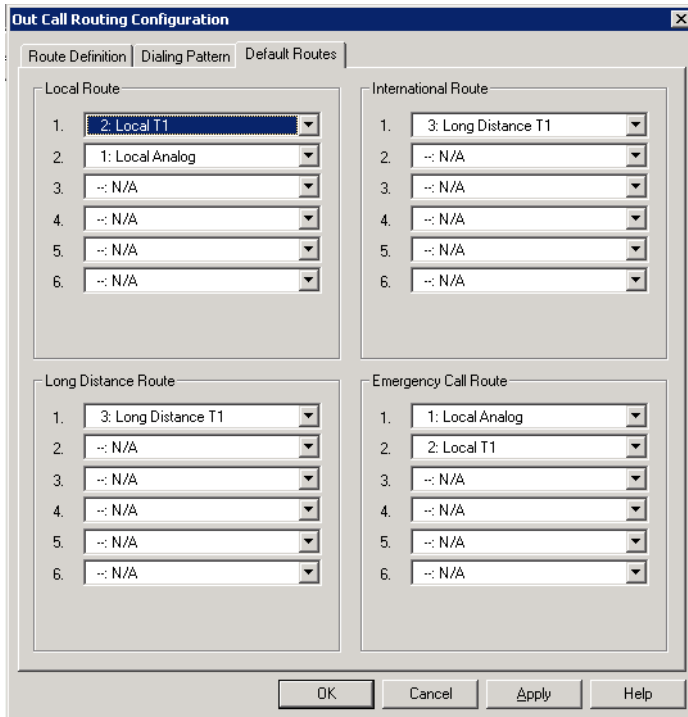 Out Call Routing Configuration
Route Definition Dialing Pattern Default Routes
Local Route
1. 2: Local T1
2. 1: Local Analog
3. --: N/A
4. --: N/A
5. --: N/A
6. --: N/A
International Route
1. 3: Long Distance T1
2. --: N/A
3. --: N/A
4. --: N/A
5. --: N/A
6. --: N/A
Long Distance Route
1. 3: Long Distance T1
2. --: N/A
3. --: N/A
4. --: N/A
5. --: N/A
6. --: N/A
Emergency Call Route
1. 1: Local Analog
2. 2: Local T1
3. --: N/A
4. --: N/A
5. --: N/A
6. --: N/A
OK Cancel Apply Help